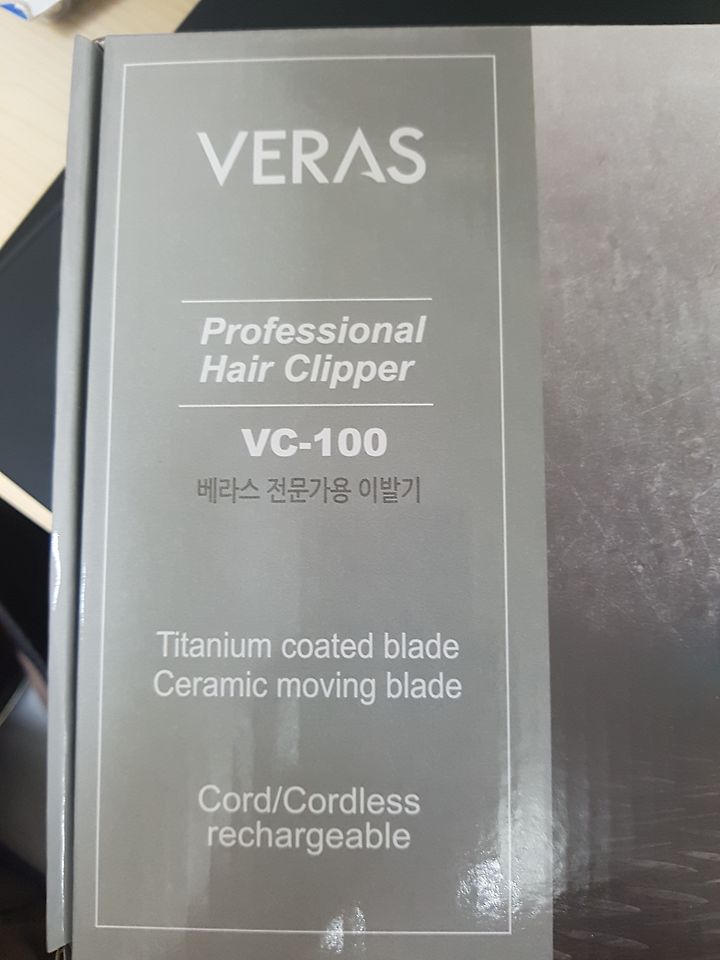 VERAS
Professional
Hair Clipper
VC-100
베라스 전문가용 이발기
Titanium coated blade
Ceramic moving blade
Cord/Cordless
rechargeable